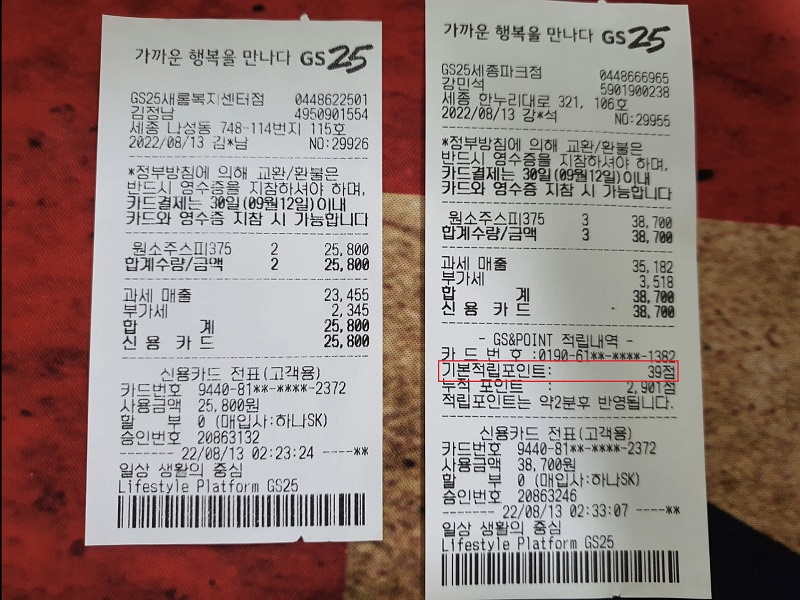 가까운 행복을 만나다 GS25
GS25새롬복지센터점 0448622501
김정남 4950901554
세종 나성동 748-114번지 115호
2022/08/13 김*남 NO:29926
*정부방침에 의해 교환/환불은
반드시 영수증을 지참하셔야 하며,
카드결제는 30일(09월12일)이내
카드와 영수증 지참 시 가능합니다
원소주스피375 2 25,800
합계수량/금액 2 25,800
과세 매출 23,455
부가세 2,345
합 계 25,800
신 용 카 드 25,800
신용카드 전표(고객용)
카드번호 9440-81**-****-2372
사용금액 25,800원
할 부 0 (매입사:하나SK)
승인번호 20863132
------- 22/08/13 02:23:24 ----**
일상 생활의 중심
Lifestyle Platform GS25
가까운 행복을 만나다 GS25
GS25세종파크점 0448666965
강민석 5901900238
세종 한누리대로 321, 106호
2022/08/13 강*석 NO:29955
*정부방침에 의해 교환/환불은
반드시 영수증을 지참하셔야 하며,
카드결제는 30일(09월12일)이내
카드와 영수증 지참 시 가능합니다
원소주스피375 3 38,700
합계수량/금액 3 38,700
과세 매출 35,182
부가세 3,518
합 계 38,700
신 용 카 드 38,700
- GS&POINT 적립내역 -
카 드 번 호 :0190-61**-****-1382
기본적립포인트: 39점
누적 포인트 : 2,901점
적립포인트는 약2분후 반영됩니다.
신용카드 전표(고객용)
카드번호 9440-81**-****-2372
사용금액 38,700원
할 부 0 (매입사:하나SK)
승인번호 20863246
------- 22/08/13 02:33:07 ----**
일상 생활의 중심
Lifestyle Platform GS25